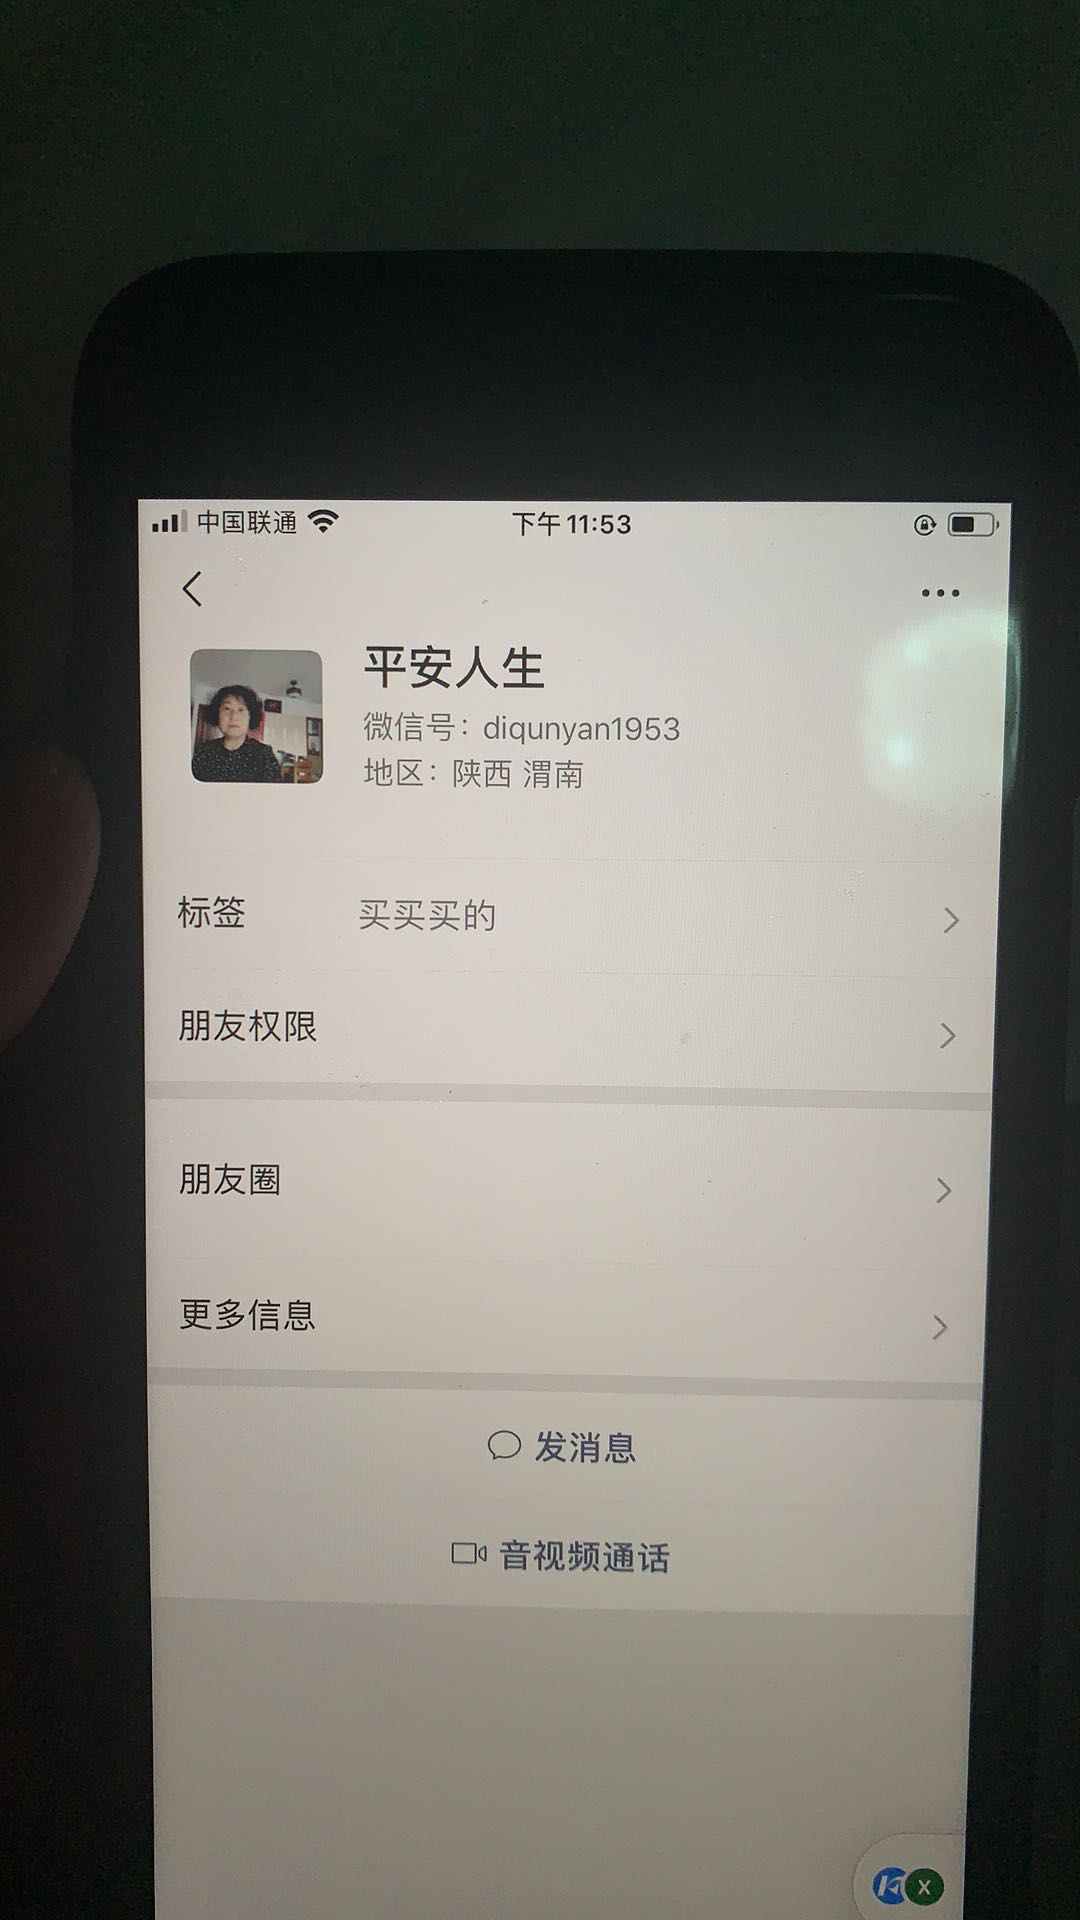 中国联通
下午11:53
平安人生
微信号：diqunyan1953
地区：陕西 渭南
标签 买买买的
朋友权限
朋友圈
更多信息
发消息
音视频通话
X